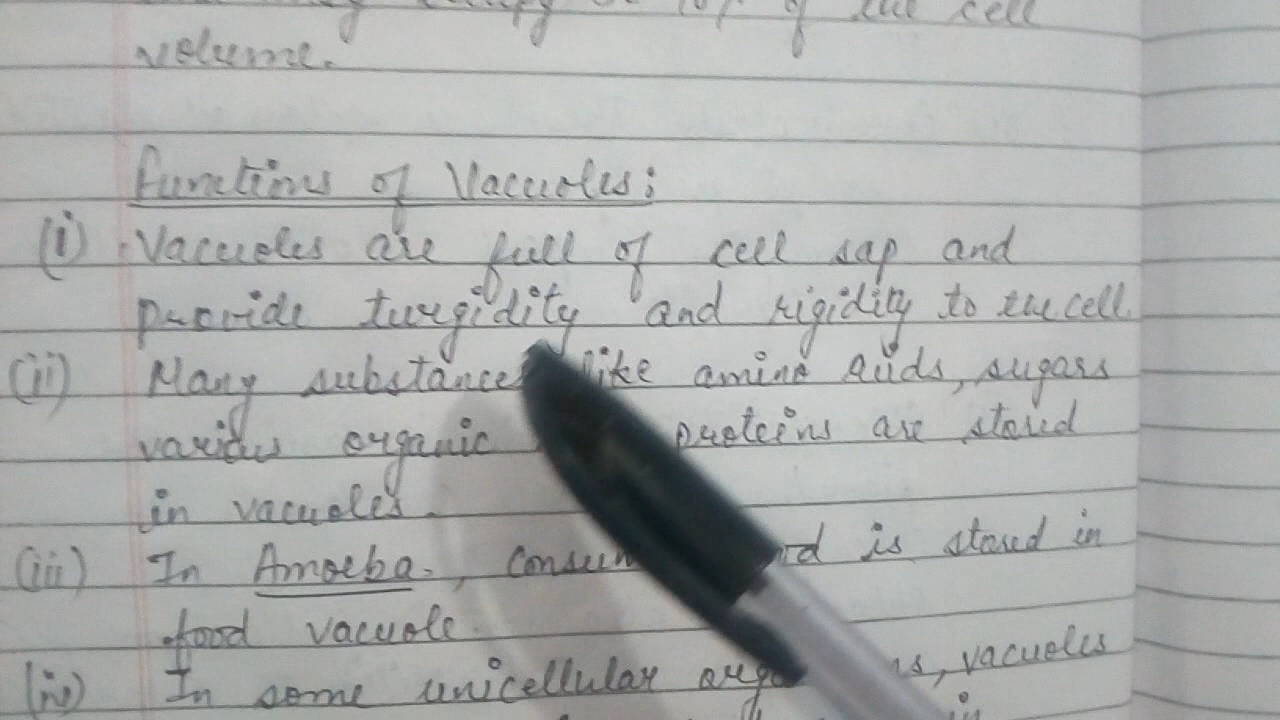 cell
volume.
Functions of Vacuoles:
(i) Vacuoles are full of cell sap and
provide turgidity and rigidity to the cell.
(ii) Many substances like amino acids, sugars
various organic proteins are stored
in vacuoles.
(iii) In Amoeba, is stored in
food vacuole.
(iv) In some unicellular vacuoles
in